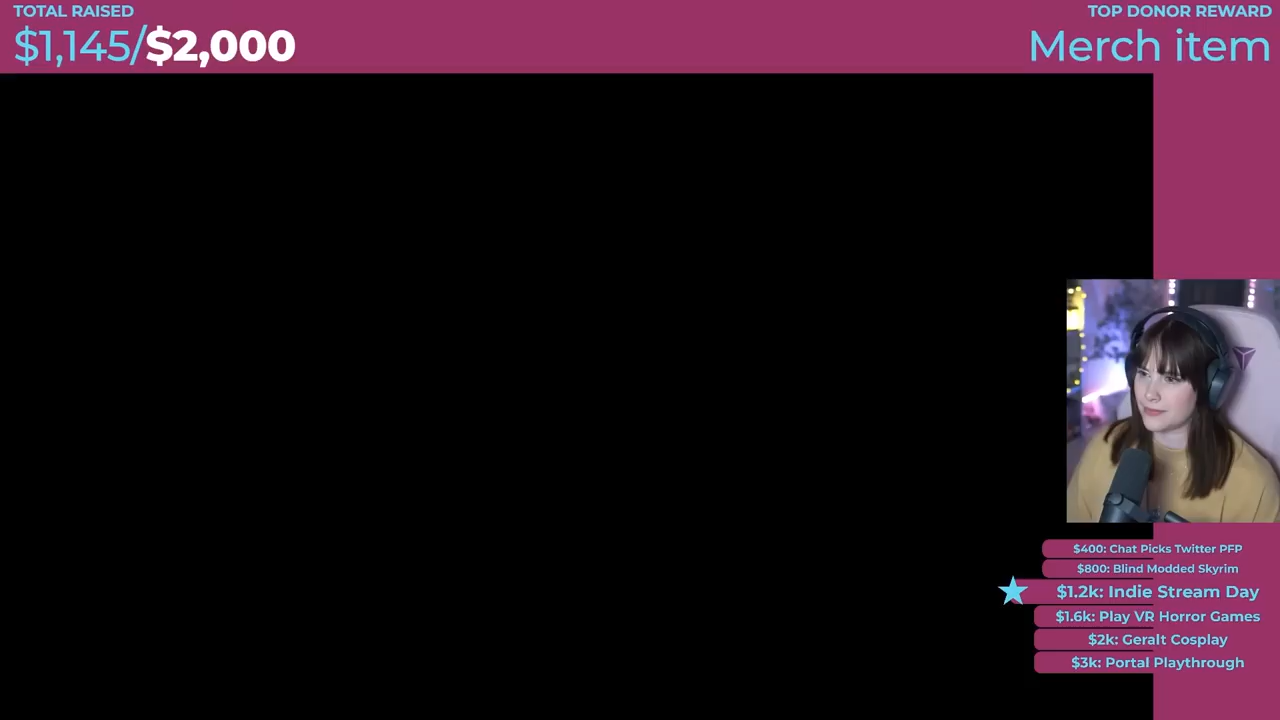 TOTAL RAISED
$1,145/$2,000
TOP DONOR REWARD
Merch item
$400: Chat Picks Twitter PFP
$800: Blind Modded Skyrim
$1.2k: Indie Stream Day
$1.6k: Play VR Horror Games
$2k: Geralt Cosplay
$3k: Portal Playthrough